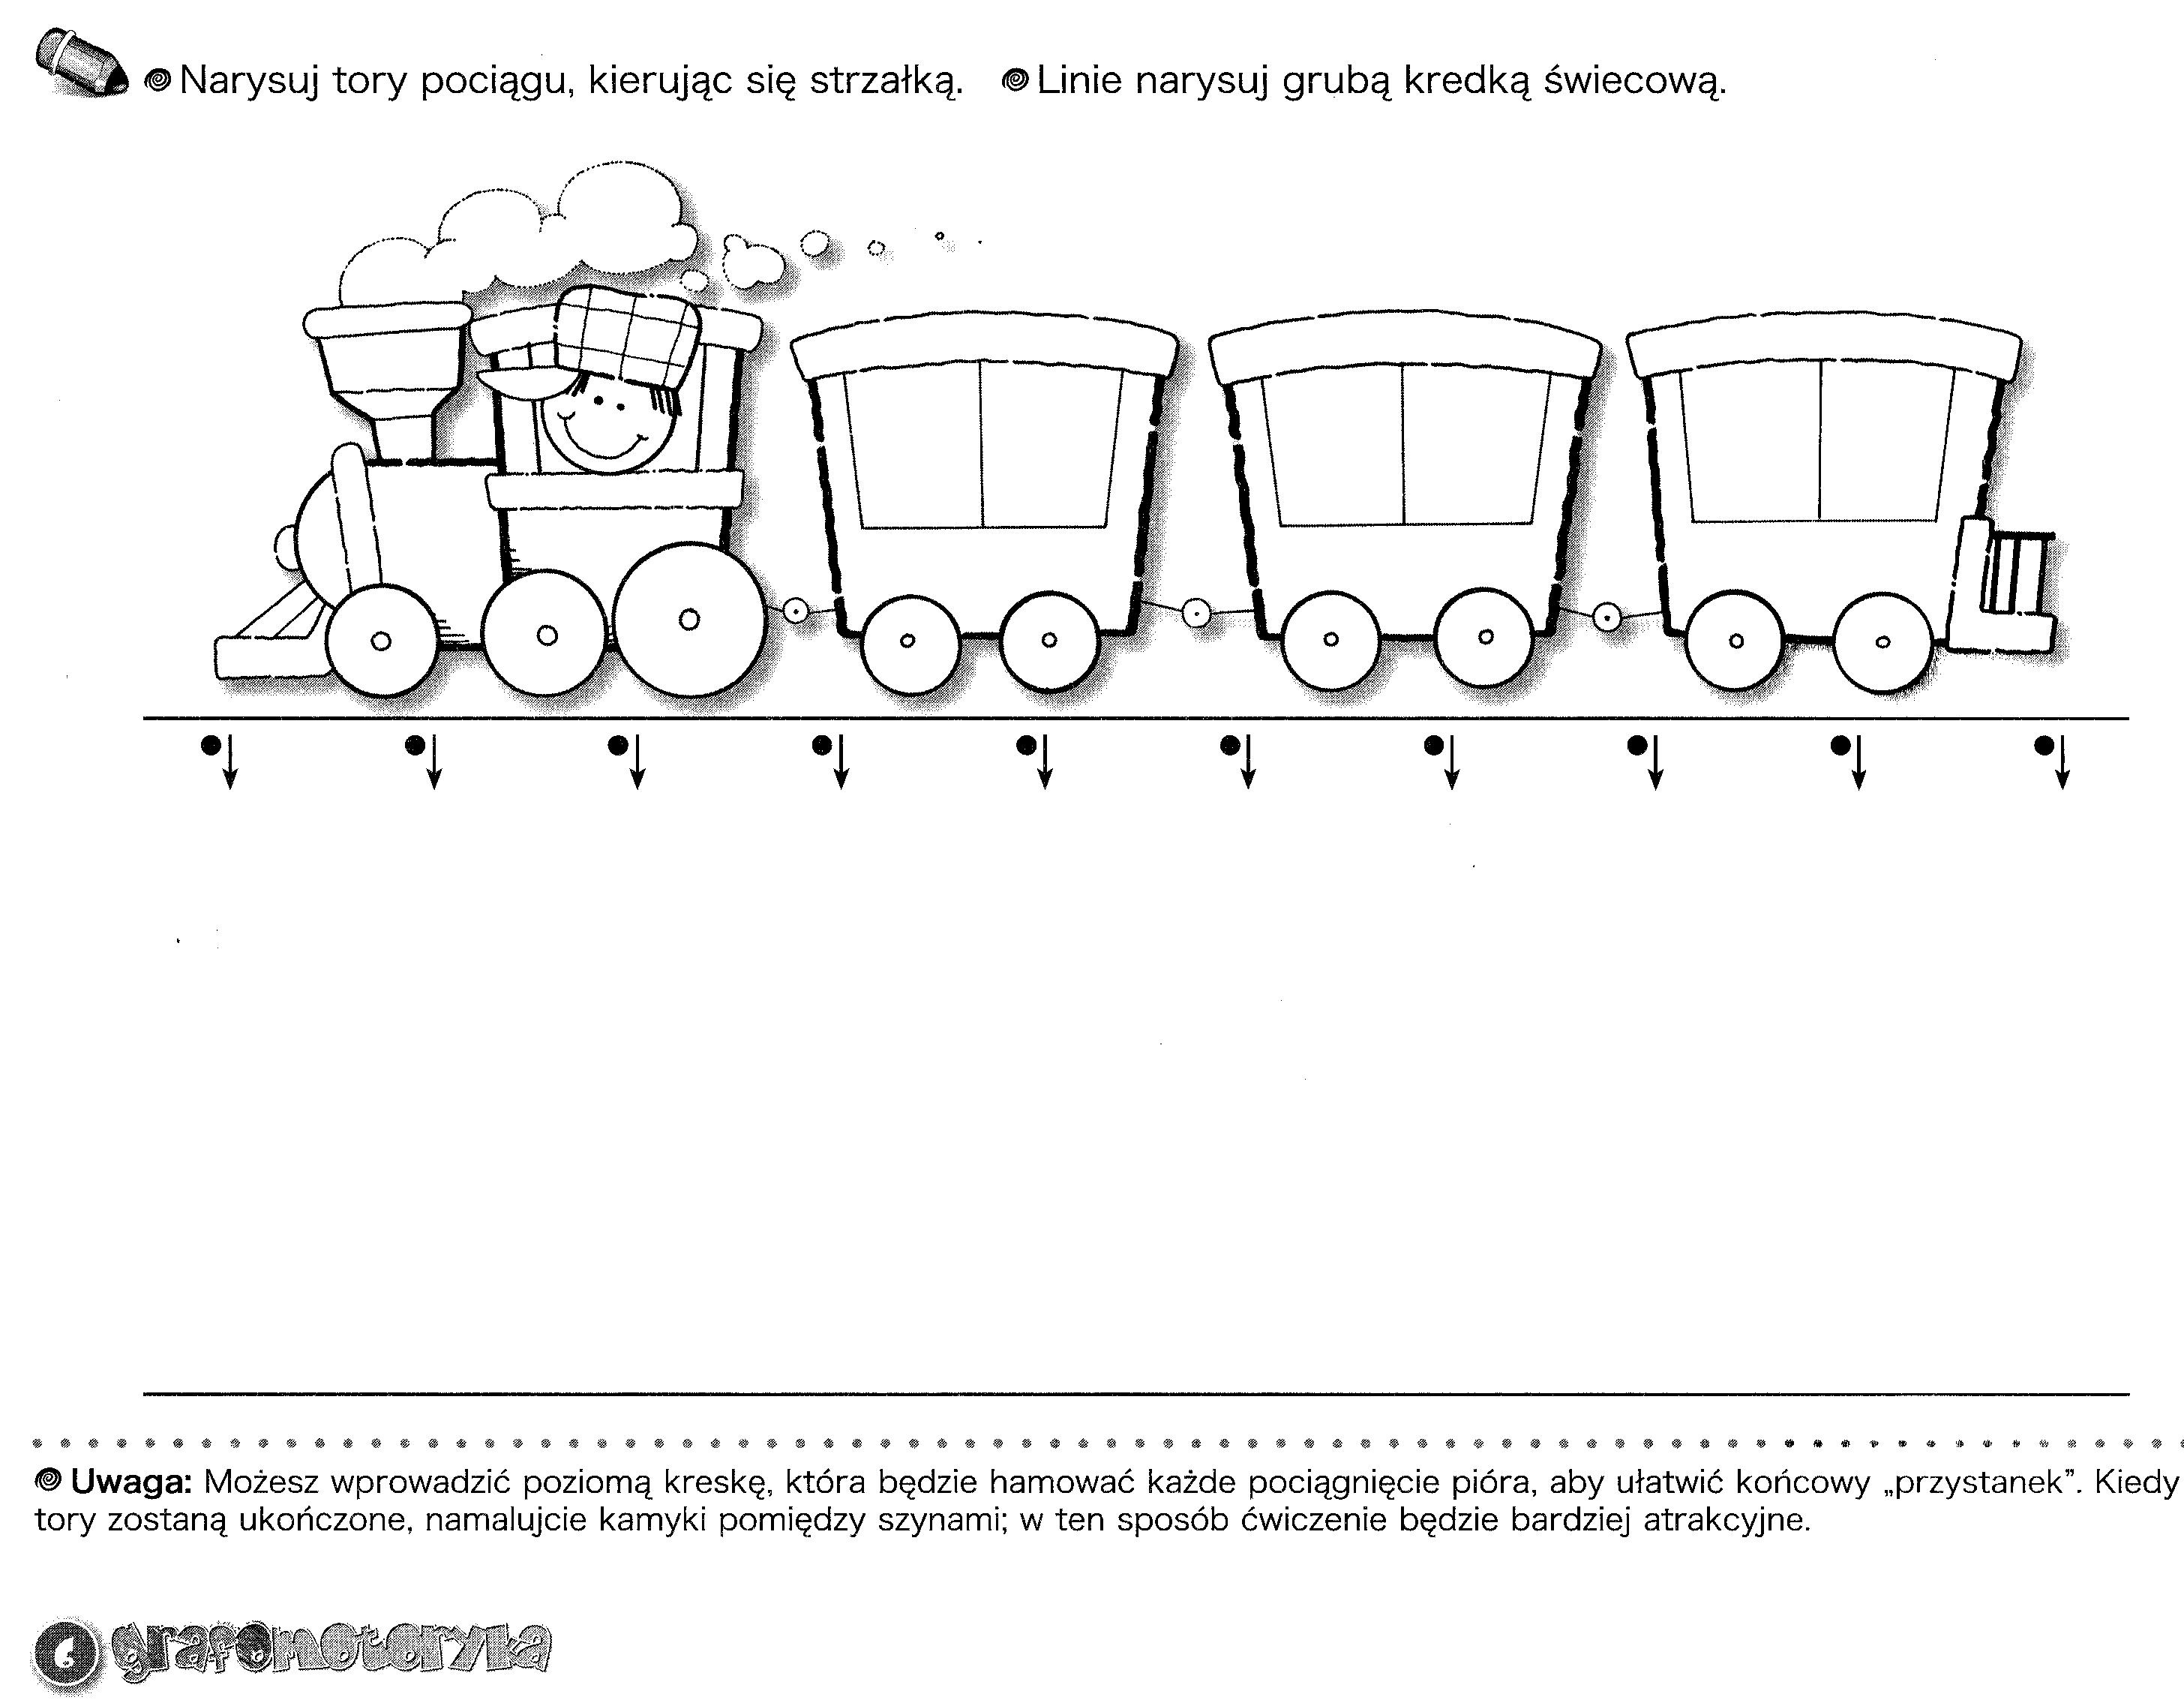 Narysuj tory pociągu, kierując się strzałką. Linie narysuj grubą kredką świecową.
Uwaga: Możesz wprowadzić poziomą kreskę, która będzie hamować każde pociągnięcie pióra, aby ułatwić końcowy „przystanek”. Kiedy
tory zostaną ukończone, namalujcie kamyki pomiędzy szynami; w ten sposób ćwiczenie będzie bardziej atrakcyjne.
6 grafomotoryka